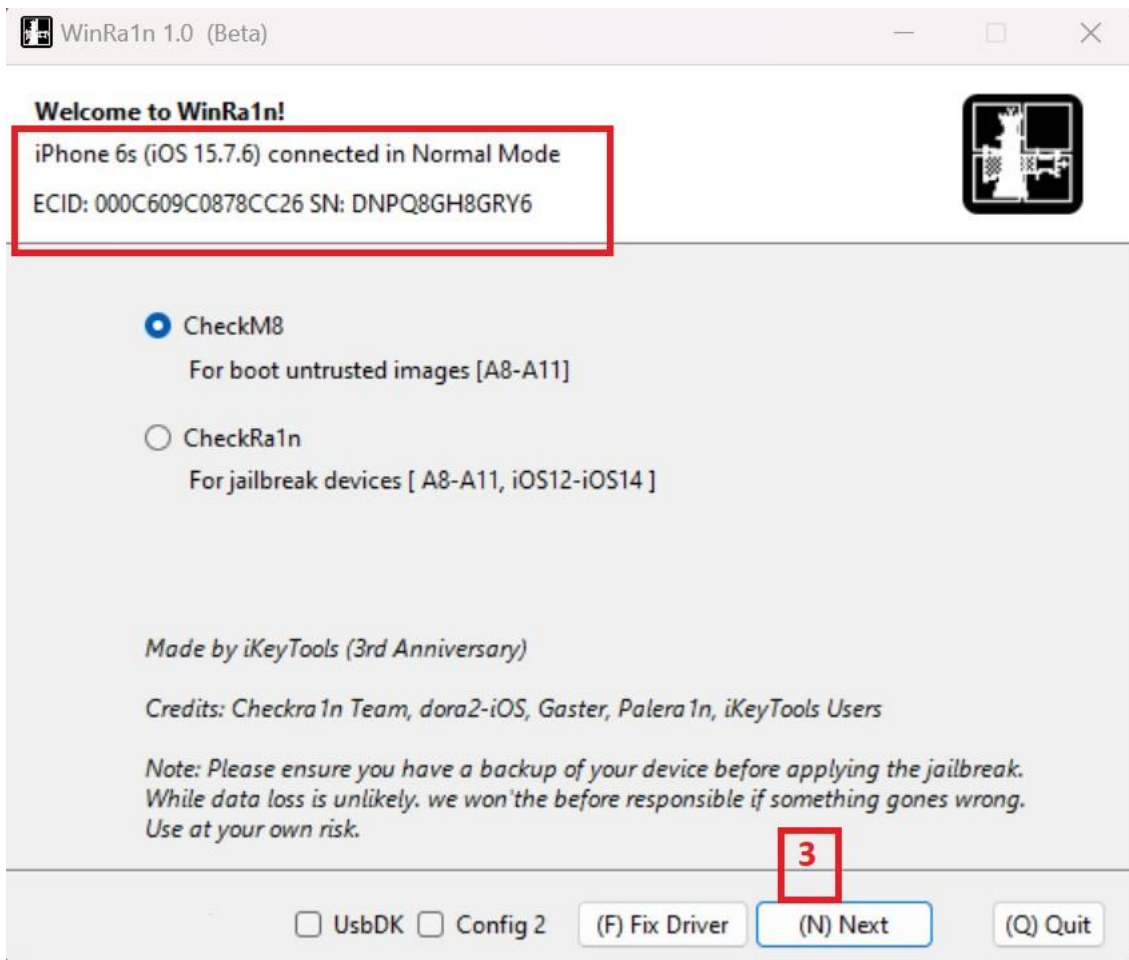 WinRa1n 1.0 (Beta)
Welcome to WinRa1n!
iPhone 6s (iOS 15.7.6) connected in Normal Mode
ECID: 000C609C0878CC26 SN: DNPQ8GH8GRY6
CheckM8
For boot untrusted images [A8-A11]
CheckRa1n
For jailbreak devices [ A8-A11, iOS12-iOS14 ]
Made by iKeyTools (3rd Anniversary)
Credits: Checkra1n Team, dora2-iOS, Gaster, Palera1n, iKeyTools Users
Note: Please ensure you have a backup of your device before applying the jailbreak.
While data loss is unlikely. we won'the before responsible if something gones wrong.
Use at your own risk.
3
UsbDK Config 2 (F) Fix Driver (N) Next (Q) Quit